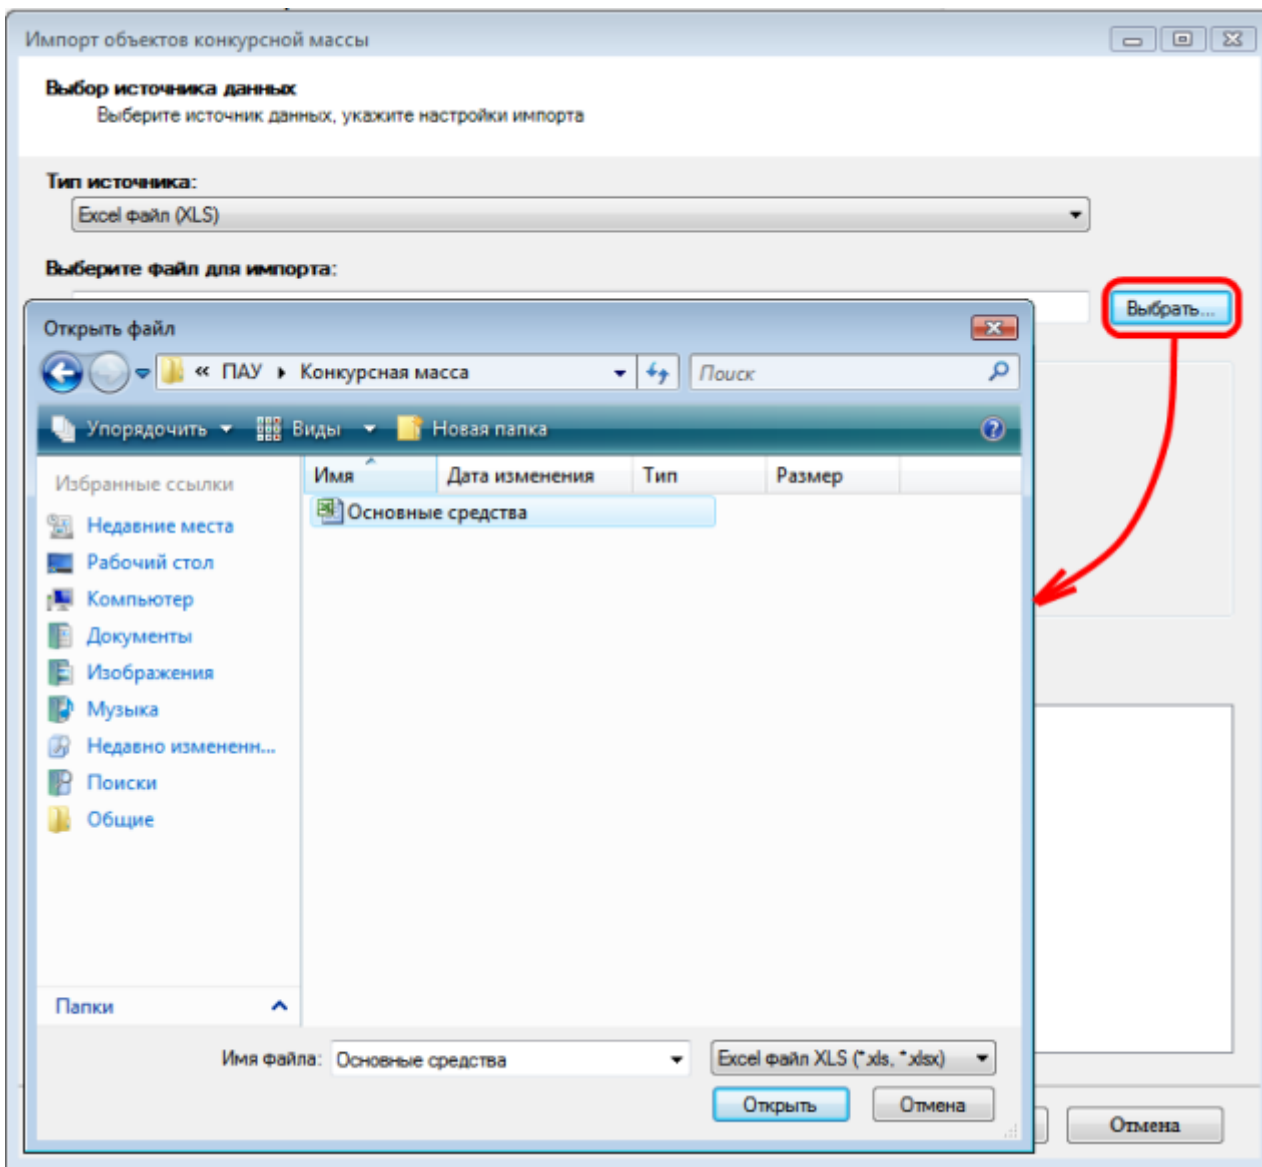 Импорт объектов конкурсной массы
Выбор источника данных
Выберите источник данных, укажите настройки импорта
Тип источника:
Excel файл (XLS)
Выберите файл для импорта:
Выбрать...
Открыть файл
« ПАУ Конкурсная масса Поиск
Упорядочить Виды Новая папка
Избранные ссылки Имя Дата изменения Тип Размер
Основные средства
Недавние места
Рабочий стол
Компьютер
Документы
Изображения
Музыка
Недавно измененн...
Поиски
Общие
Папки
Имя файла: Основные средства Excel файл XLS (*.xls, *.xlsx)
Открыть Отмена
Отмена